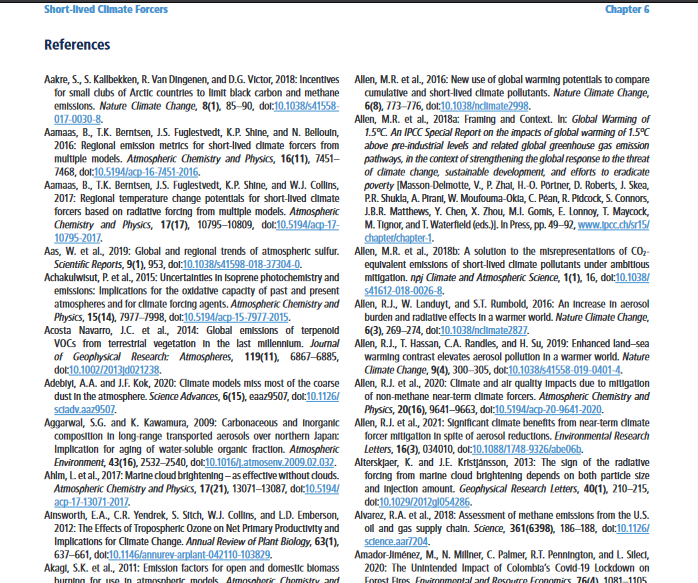 Short-lived Climate Forcers
Chapter 6
References
Aakre, S., S. Kallbekken, R. Van Dingenen, and D.G. Victor, 2018: Incentives
for small clubs of Arctic countries to limit black carbon and methane
emissions. Nature Climate Change, 8(1), 85–90, doi:10.1038/s41558-
017-0030-8.
Aamaas, B., T.K. Berntsen, J.S. Fuglestvedt, K.P. Shine, and N. Bellouin,
2016: Regional emission metrics for short-lived climate forcers from
multiple models. Atmospheric Chemistry and Physics, 16(11), 7451–
7468, doi:10.5194/acp-16-7451-2016.
Aamaas, B., T.K. Berntsen, J.S. Fuglestvedt, K.P. Shine, and W.J. Collins,
2017: Regional temperature change potentials for short-lived climate
forcers based on radiative forcing from multiple models. Atmospheric
Chemistry and Physics, 17(17), 10795–10809, doi:10.5194/acp-17-
10795-2017.
Aas, W. et al., 2019: Global and regional trends of atmospheric sulfur.
Scientific Reports, 9(1), 953, doi:10.1038/s41598-018-37304-0.
Achakulwisut, P. et al., 2015: Uncertainties in isoprene photochemistry and
emissions: Implications for the oxidative capacity of past and present
atmospheres and for climate forcing agents. Atmospheric Chemistry and
Physics, 15(14), 7977–7998, doi:10.5194/acp-15-7977-2015.
Acosta Navarro, J.C. et al., 2014: Global emissions of terpenoid
VOCs from terrestrial vegetation in the last millennium. Journal
of Geophysical Research: Atmospheres, 119(11), 6867–6885,
doi:10.1002/2013jd021238.
Adebiyi, A.A. and J.F. Kok, 2020: Climate models miss most of the coarse
dust in the atmosphere. Science Advances, 6(15), eaaz9507, doi:10.1126/
sciadv.aaz9507.
Aggarwal, S.G. and K. Kawamura, 2009: Carbonaceous and inorganic
composition in long-range transported aerosols over northern Japan:
Implication for aging of water-soluble organic fraction. Atmospheric
Environment, 43(16), 2532–2540, doi:10.1016/j.atmosenv.2009.02.032.
Ahlm, L. et al., 2017: Marine cloud brightening – as effective without clouds.
Atmospheric Chemistry and Physics, 17(21), 13071–13087, doi:10.5194/
acp-17-13071-2017.
Ainsworth, E.A., C.R. Yendrek, S. Sitch, W.J. Collins, and L.D. Emberson,
2012: The Effects of Tropospheric Ozone on Net Primary Productivity and
Implications for Climate Change. Annual Review of Plant Biology, 63(1),
637–661, doi:10.1146/annurev-arplant-042110-103829.
Akagi, S.K. et al., 2011: Emission factors for open and domestic biomass
burning for use in atmospheric models. Atmospheric Chemistry and
Allen, M.R. et al., 2016: New use of global warming potentials to compare
cumulative and short-lived climate pollutants. Nature Climate Change,
6(8), 773–776, doi:10.1038/nclimate2998.
Allen, M.R. et al., 2018a: Framing and Context. In: Global Warming of
1.5°C. An IPCC Special Report on the impacts of global warming of 1.5°C
above pre-industrial levels and related global greenhouse gas emission
pathways, in the context of strengthening the global response to the threat
of climate change, sustainable development, and efforts to eradicate
poverty [Masson-Delmotte, V., P. Zhai, H.-O. Pörtner, D. Roberts, J. Skea,
P.R. Shukla, A. Pirani, W. Moufouma-Okia, C. Péan, R. Pidcock, S. Connors,
J.B.R. Matthews, Y. Chen, X. Zhou, M.I. Gomis, E. Lonnoy, T. Maycock,
M. Tignor, and T. Waterfield (eds.)]. In Press, pp. 49–92, www.ipcc.ch/sr15/
chapter/chapter-1.
Allen, M.R. et al., 2018b: A solution to the misrepresentations of CO₂-
equivalent emissions of short-lived climate pollutants under ambitious
mitigation. npj Climate and Atmospheric Science, 1(1), 16, doi:10.1038/
s41612-018-0026-8.
Allen, R.J., W. Landuyt, and S.T. Rumbold, 2016: An increase in aerosol
burden and radiative effects in a warmer world. Nature Climate Change,
6(3), 269–274, doi:10.1038/nclimate2827.
Allen, R.J., T. Hassan, C.A. Randles, and H. Su, 2019: Enhanced land–sea
warming contrast elevates aerosol pollution in a warmer world. Nature
Climate Change, 9(4), 300–305, doi:10.1038/s41558-019-0401-4.
Allen, R.J. et al., 2020: Climate and air quality impacts due to mitigation
of non-methane near-term climate forcers. Atmospheric Chemistry and
Physics, 20(16), 9641–9663, doi:10.5194/acp-20-9641-2020.
Allen, R.J. et al., 2021: Significant climate benefits from near-term climate
forcer mitigation in spite of aerosol reductions. Environmental Research
Letters, 16(3), 034010, doi:10.1088/1748-9326/abe06b.
Alterskjær, K. and J.E. Kristjánsson, 2013: The sign of the radiative
forcing from marine cloud brightening depends on both particle size
and injection amount. Geophysical Research Letters, 40(1), 210–215,
doi:10.1029/2012gl054286.
Alvarez, R.A. et al., 2018: Assessment of methane emissions from the U.S.
oil and gas supply chain. Science, 361(6398), 186–188, doi:10.1126/
science.aar7204.
Amador-Jiménez, M., N. Millner, C. Palmer, R.T. Pennington, and L. Sileci,
2020: The Unintended Impact of Colombia's Covid-19 Lockdown on
Forest Fires. Environmental and Resource Economics, 76(4), 1081–1105,